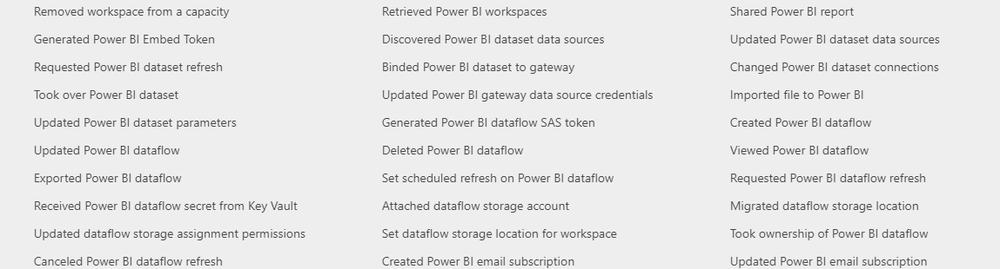 Removed workspace from a capacity
Retrieved Power BI workspaces
Shared Power BI report
Generated Power BI Embed Token
Discovered Power BI dataset data sources
Updated Power BI dataset data sources
Requested Power BI dataset refresh
Binded Power BI dataset to gateway
Changed Power BI dataset connections
Took over Power BI dataset
Updated Power BI gateway data source credentials
Imported file to Power BI
Updated Power BI dataset parameters
Generated Power BI dataflow SAS token
Created Power BI dataflow
Updated Power BI dataflow
Deleted Power BI dataflow
Viewed Power BI dataflow
Exported Power BI dataflow
Set scheduled refresh on Power BI dataflow
Requested Power BI dataflow refresh
Received Power BI dataflow secret from Key Vault
Attached dataflow storage account
Migrated dataflow storage location
Updated dataflow storage assignment permissions
Set dataflow storage location for workspace
Took ownership of Power BI dataflow
Canceled Power BI dataflow refresh
Created Power BI email subscription
Updated Power BI email subscription